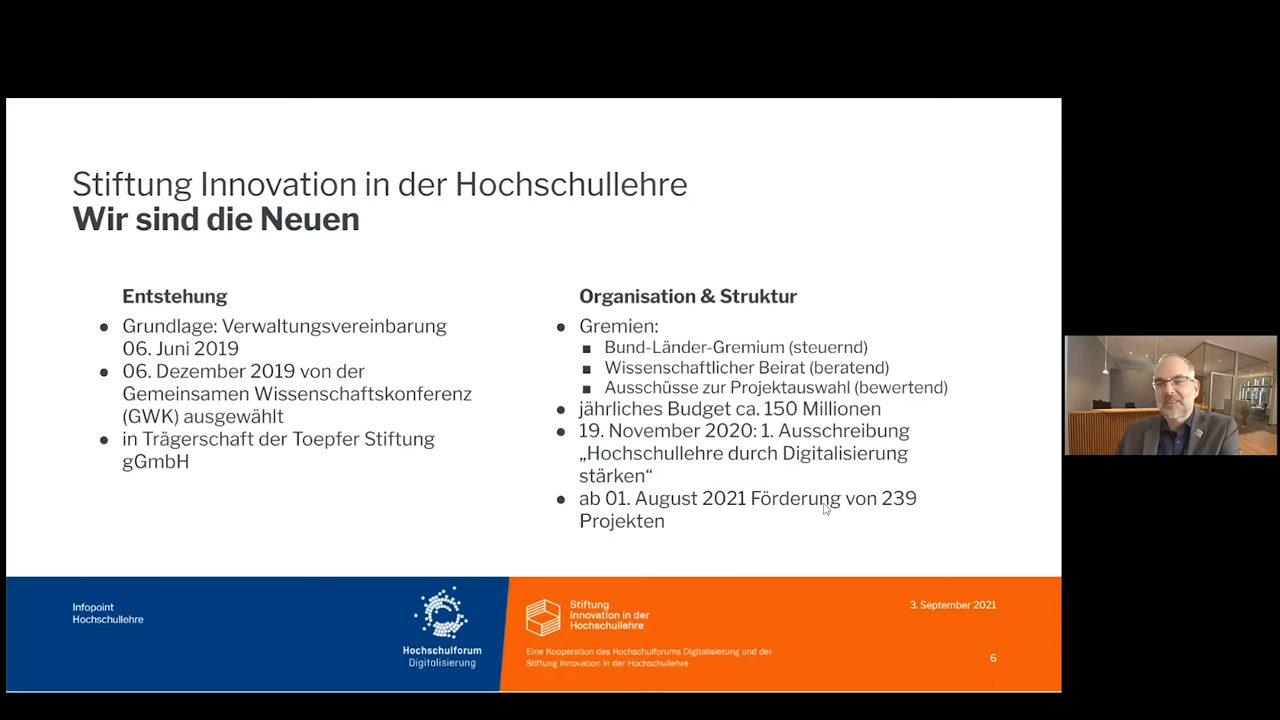 Stiftung Innovation in der Hochschullehre
Wir sind die Neuen
Entstehung
● Grundlage: Verwaltungsvereinbarung
06. Juni 2019
● 06. Dezember 2019 von der
Gemeinsamen Wissenschaftskonferenz
(GWK) ausgewählt
● in Trägerschaft der Toepfer Stiftung
gGmbH
Organisation & Struktur
● Gremien:
■ Bund-Länder-Gremium (steuernd)
■ Wissenschaftlicher Beirat (beratend)
■ Ausschüsse zur Projektauswahl (bewertend)
● jährliches Budget ca. 150 Millionen
● 19. November 2020: 1. Ausschreibung
„Hochschullehre durch Digitalisierung
stärken“
● ab 01. August 2021 Förderung von 239
Projekten
Infopoint
Hochschullehre
Hochschulforum
Digitalisierung
Stiftung
Innovation in der
Hochschullehre
Eine Kooperation des Hochschulforums Digitalisierung und der
Stiftung Innovation in der Hochschullehre
3. September 2021
6